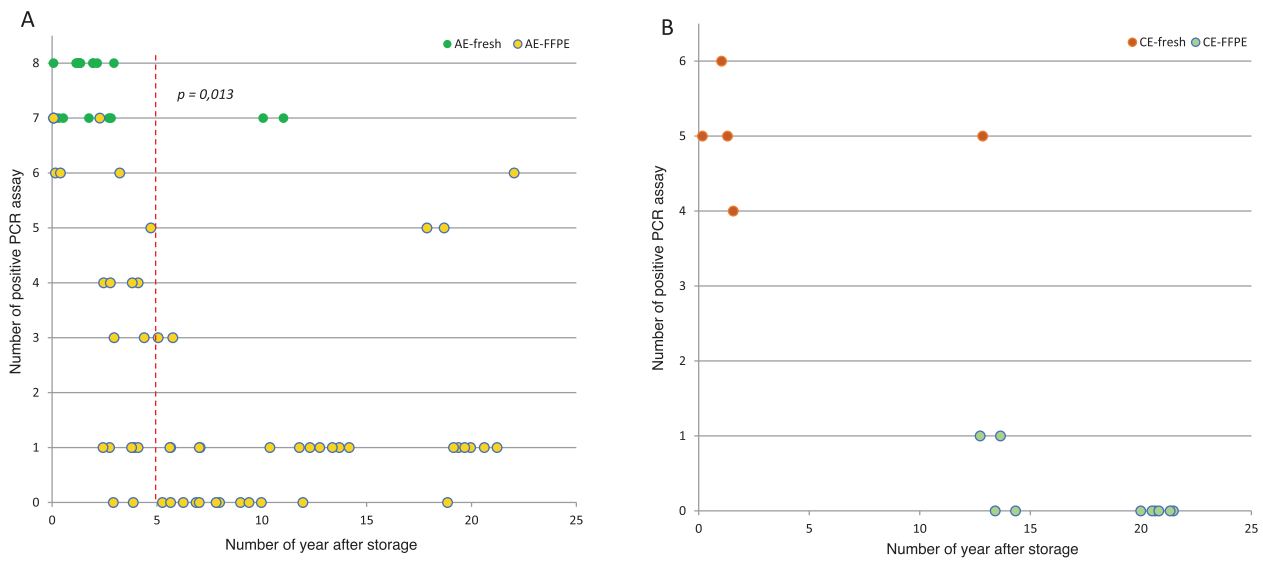 A
AE-fresh AE-FFPE
8
7
6
5
4
3
2
1
0
p = 0,013
Number of positive PCR assay
0 5 10 15 20 25
Number of year after storage
B
CE-fresh CE-FFPE
6
5
4
3
2
1
0
Number of positive PCR assay
0 5 10 15 20 25
Number of year after storage